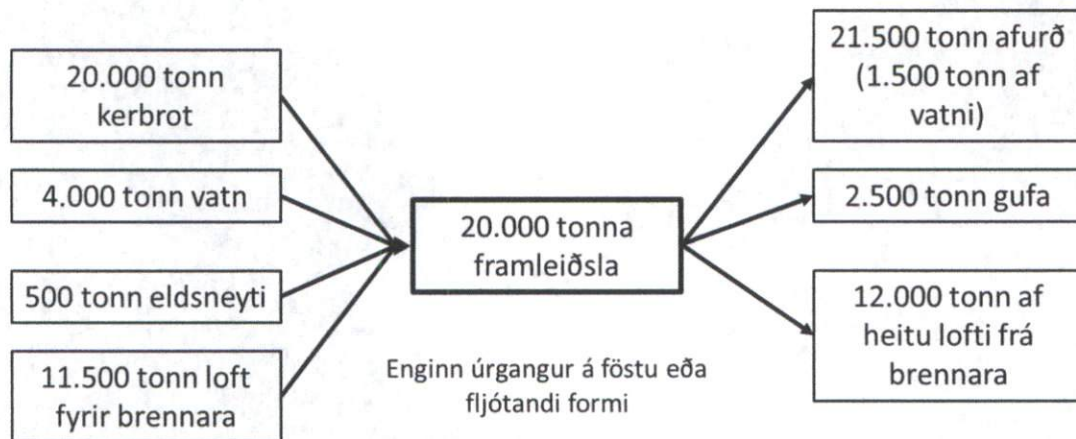 20.000 tonn
kerbrot
4.000 tonn vatn
500 tonn eldsneyti
11.500 tonn loft
fyrir brennara
20.000 tonna
framleiðsla
Enginn úrgangur á föstu eða
fljótandi formi
21.500 tonn afurð
(1.500 tonn af
vatni)
2.500 tonn gufa
12.000 tonn af
heitu lofti frá
brennara